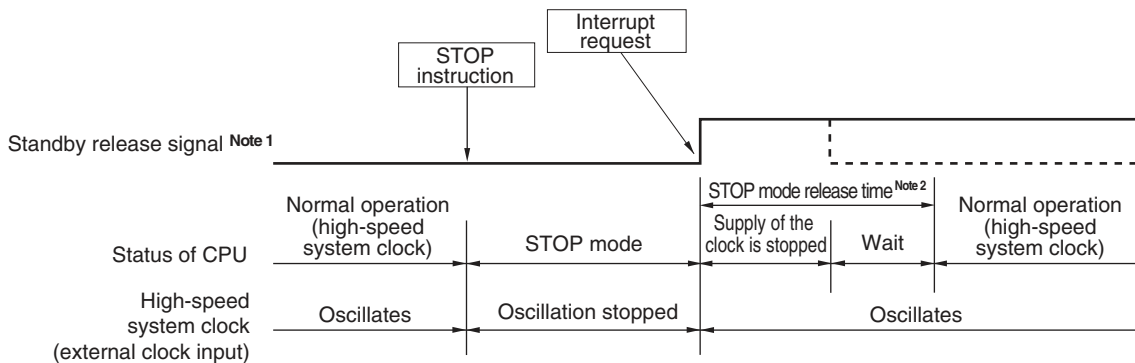 Interrupt
request
STOP
instruction
Standby release signal Note 1
STOP mode release time Note 2
Normal operation
(high-speed
system clock)
Supply of the
clock is stopped
Normal operation
(high-speed
system clock)
Status of CPU
STOP mode
Wait
High-speed
system clock
(external clock input)
Oscillates
Oscillation stopped
Oscillates